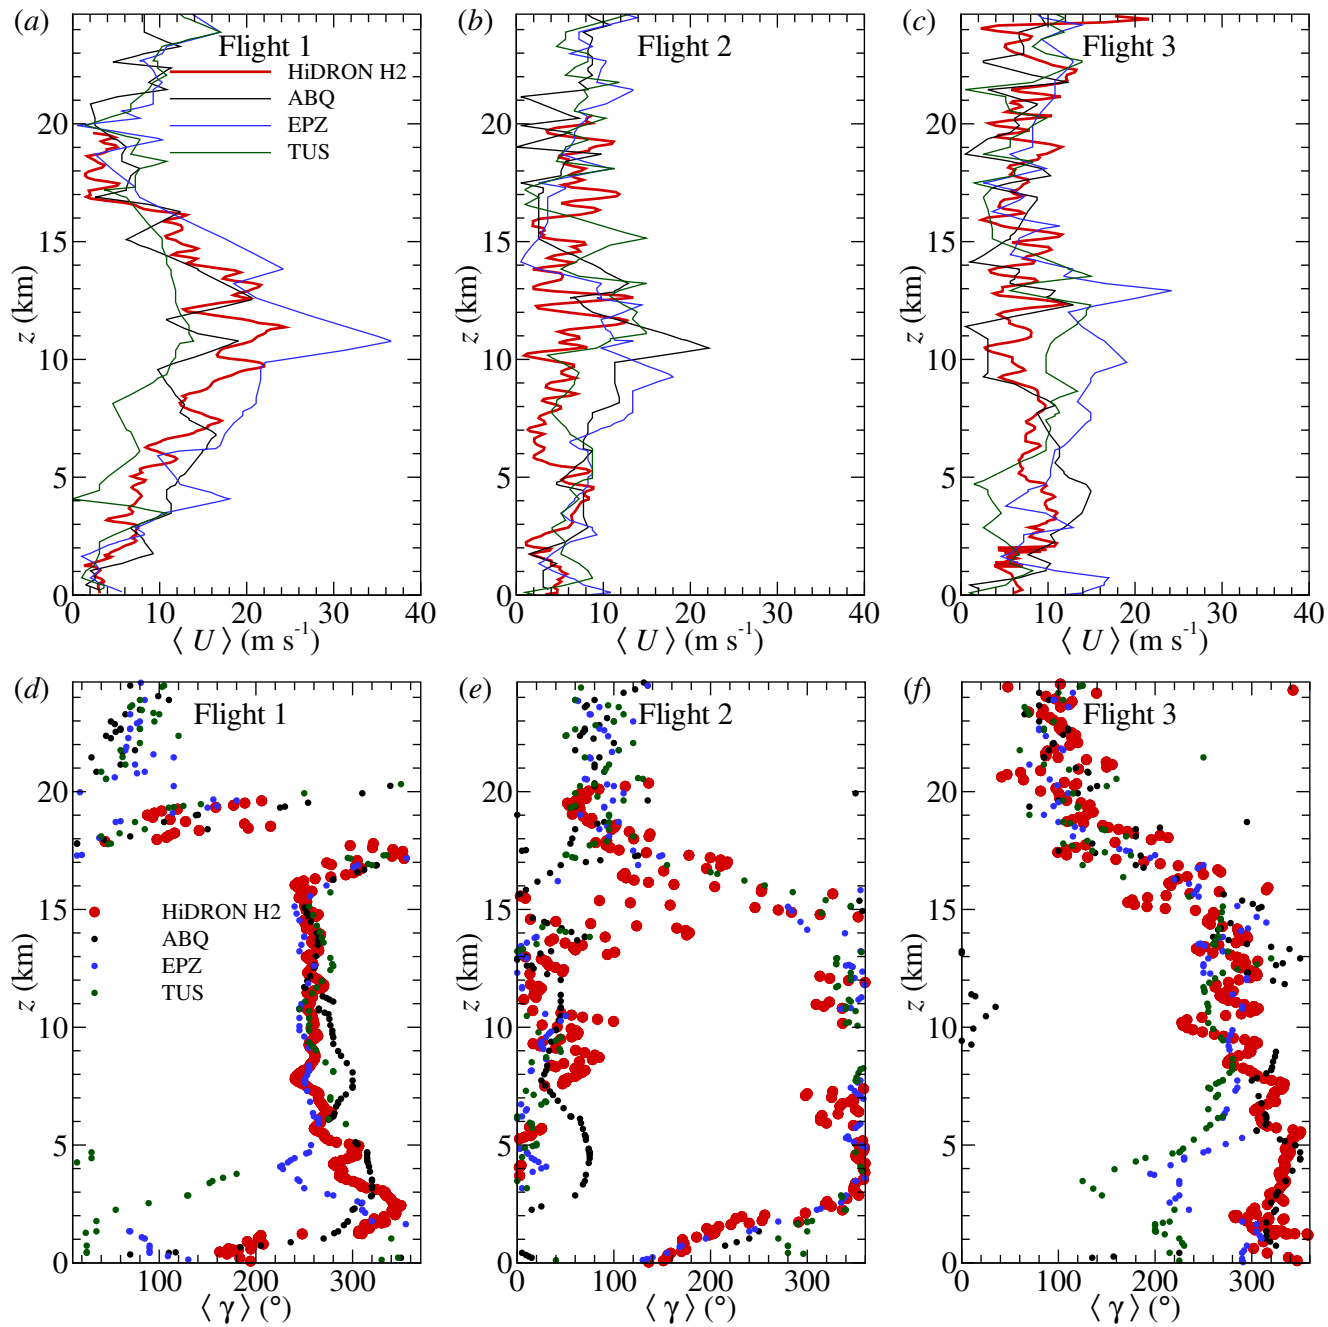 (a)
Flight 1
HiDRON H2
ABQ
EPZ
TUS
z (km)
20
15
10
5
0
0 10 20 30 40
⟨ U ⟩ (m s⁻¹)
(b)
Flight 2
z (km)
20
15
10
5
0
0 10 20 30 40
⟨ U ⟩ (m s⁻¹)
(c)
Flight 3
z (km)
20
15
10
5
0
0 10 20 30 40
⟨ U ⟩ (m s⁻¹)
(d)
Flight 1
HiDRON H2
ABQ
EPZ
TUS
z (km)
20
15
10
5
0
100 200 300
⟨ γ ⟩ (°)
(e)
Flight 2
z (km)
20
15
10
5
0
0 100 200 300
⟨ γ ⟩ (°)
(f)
Flight 3
z (km)
20
15
10
5
0
0 100 200 300
⟨ γ ⟩ (°)